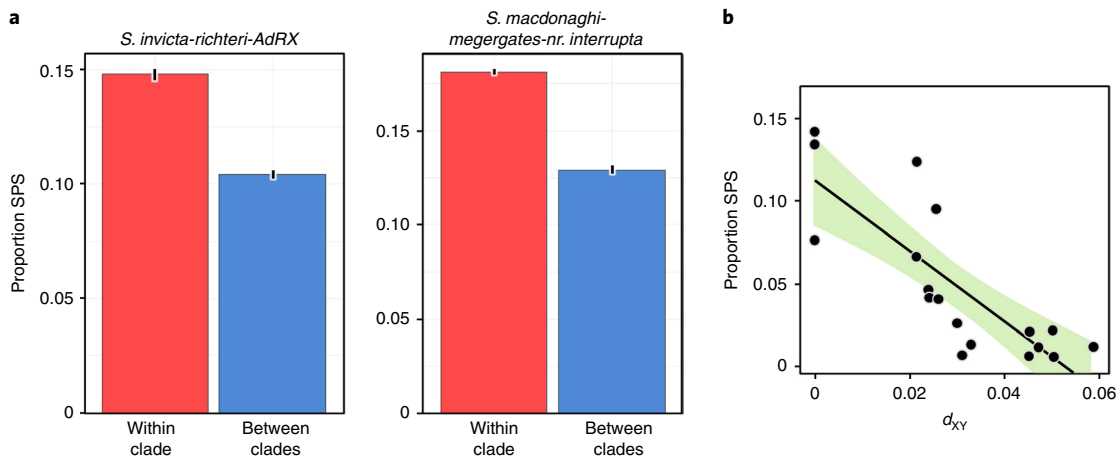 a
S. invicta-richteri-AdRX
Proportion SPS
0.15
0.10
0.05
0
Within
clade
Between
clades
S. macdonaghi-
megergates-nr. interrupta
0.15
0.10
0.05
0
Within
clade
Between
clades
b
Proportion SPS
0.15
0.10
0.05
0
0
0.02
0.04
0.06
dXY